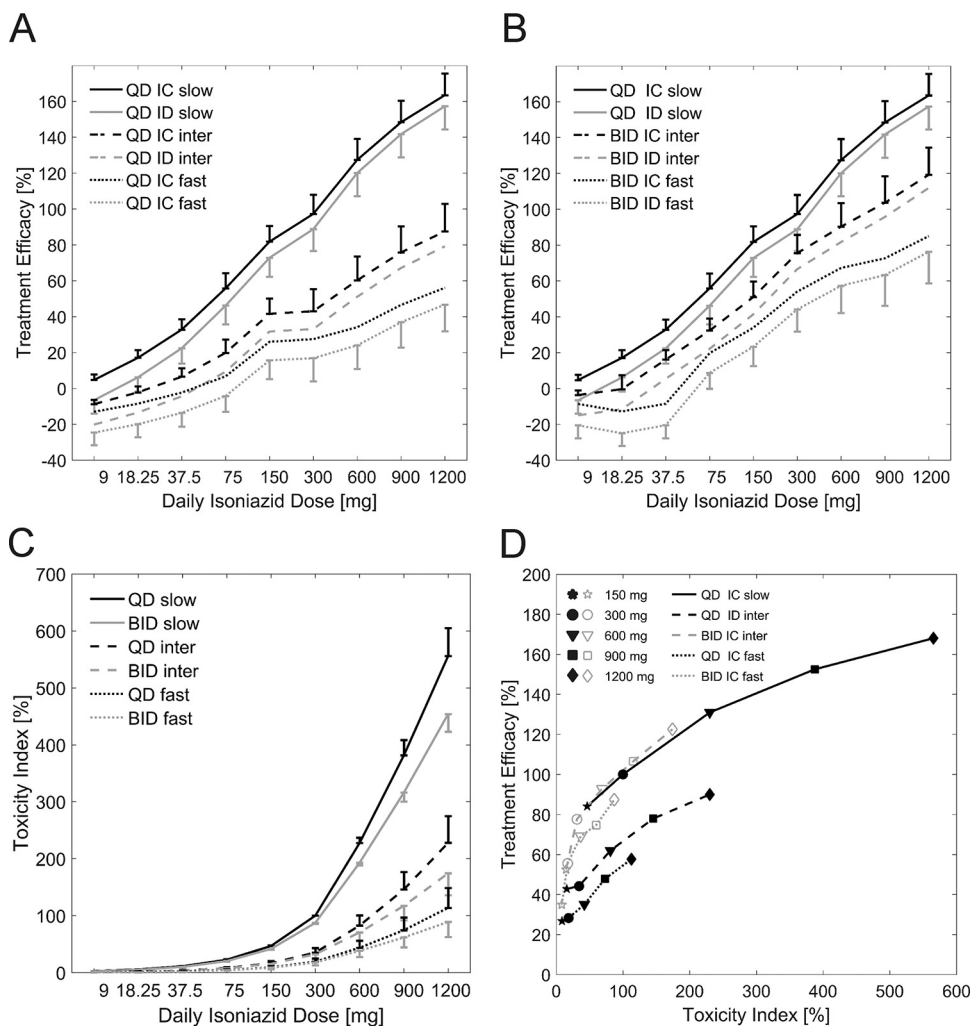 A
B
160
140
120
100
80
60
40
20
0
-20
-40
Treatment Efficacy [%]
QD IC slow
QD ID slow
QD IC inter
QD ID inter
QD IC fast
QD IC fast
9 18.25 37.5 75 150 300 600 900 1200
Daily Isoniazid Dose [mg]
160
140
120
100
80
60
40
20
0
-20
-40
Treatment Efficacy [%]
QD IC slow
QD ID slow
BID IC inter
BID ID inter
BID IC fast
BID ID fast
9 18.25 37.5 75 150 300 600 900 1200
Daily Isoniazid Dose [mg]
C
D
700
600
500
400
300
200
100
0
Toxicity Index [%]
QD slow
BID slow
QD inter
BID inter
QD fast
BID fast
9 18.25 37.5 75 150 300 600 900 1200
Daily Isoniazid Dose [mg]
200
180
160
140
120
100
80
60
40
20
0
Treatment Efficacy [%]
150 mg
300 mg
600 mg
900 mg
1200 mg
QD IC slow
QD ID inter
BID IC inter
QD IC fast
BID IC fast
0 100 200 300 400 500 600
Toxicity Index [%]